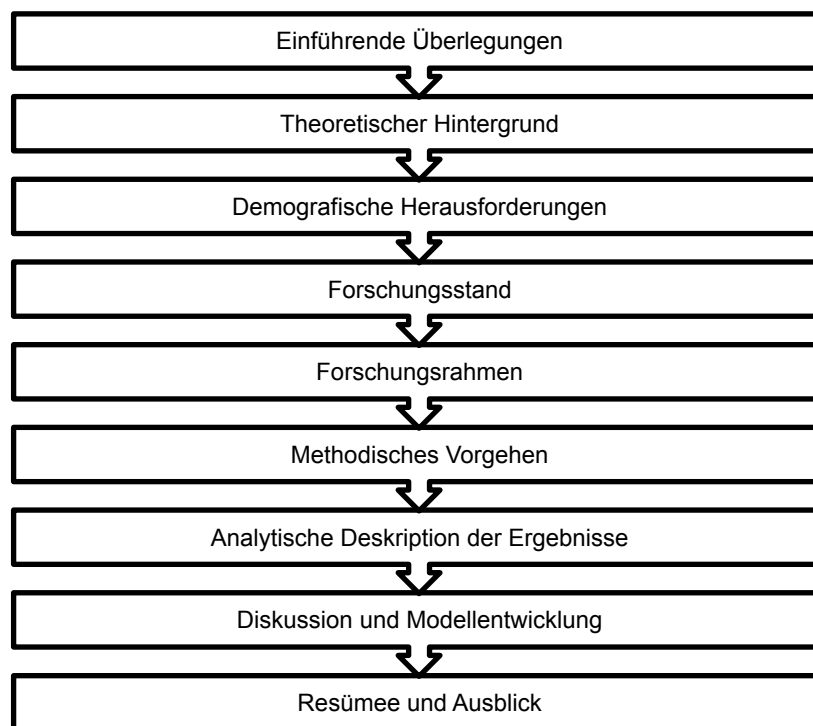 Einführende Überlegungen
Theoretischer Hintergrund
Demografische Herausforderungen
Forschungsstand
Forschungsrahmen
Methodisches Vorgehen
Analytische Deskription der Ergebnisse
Diskussion und Modellentwicklung
Resümee und Ausblick